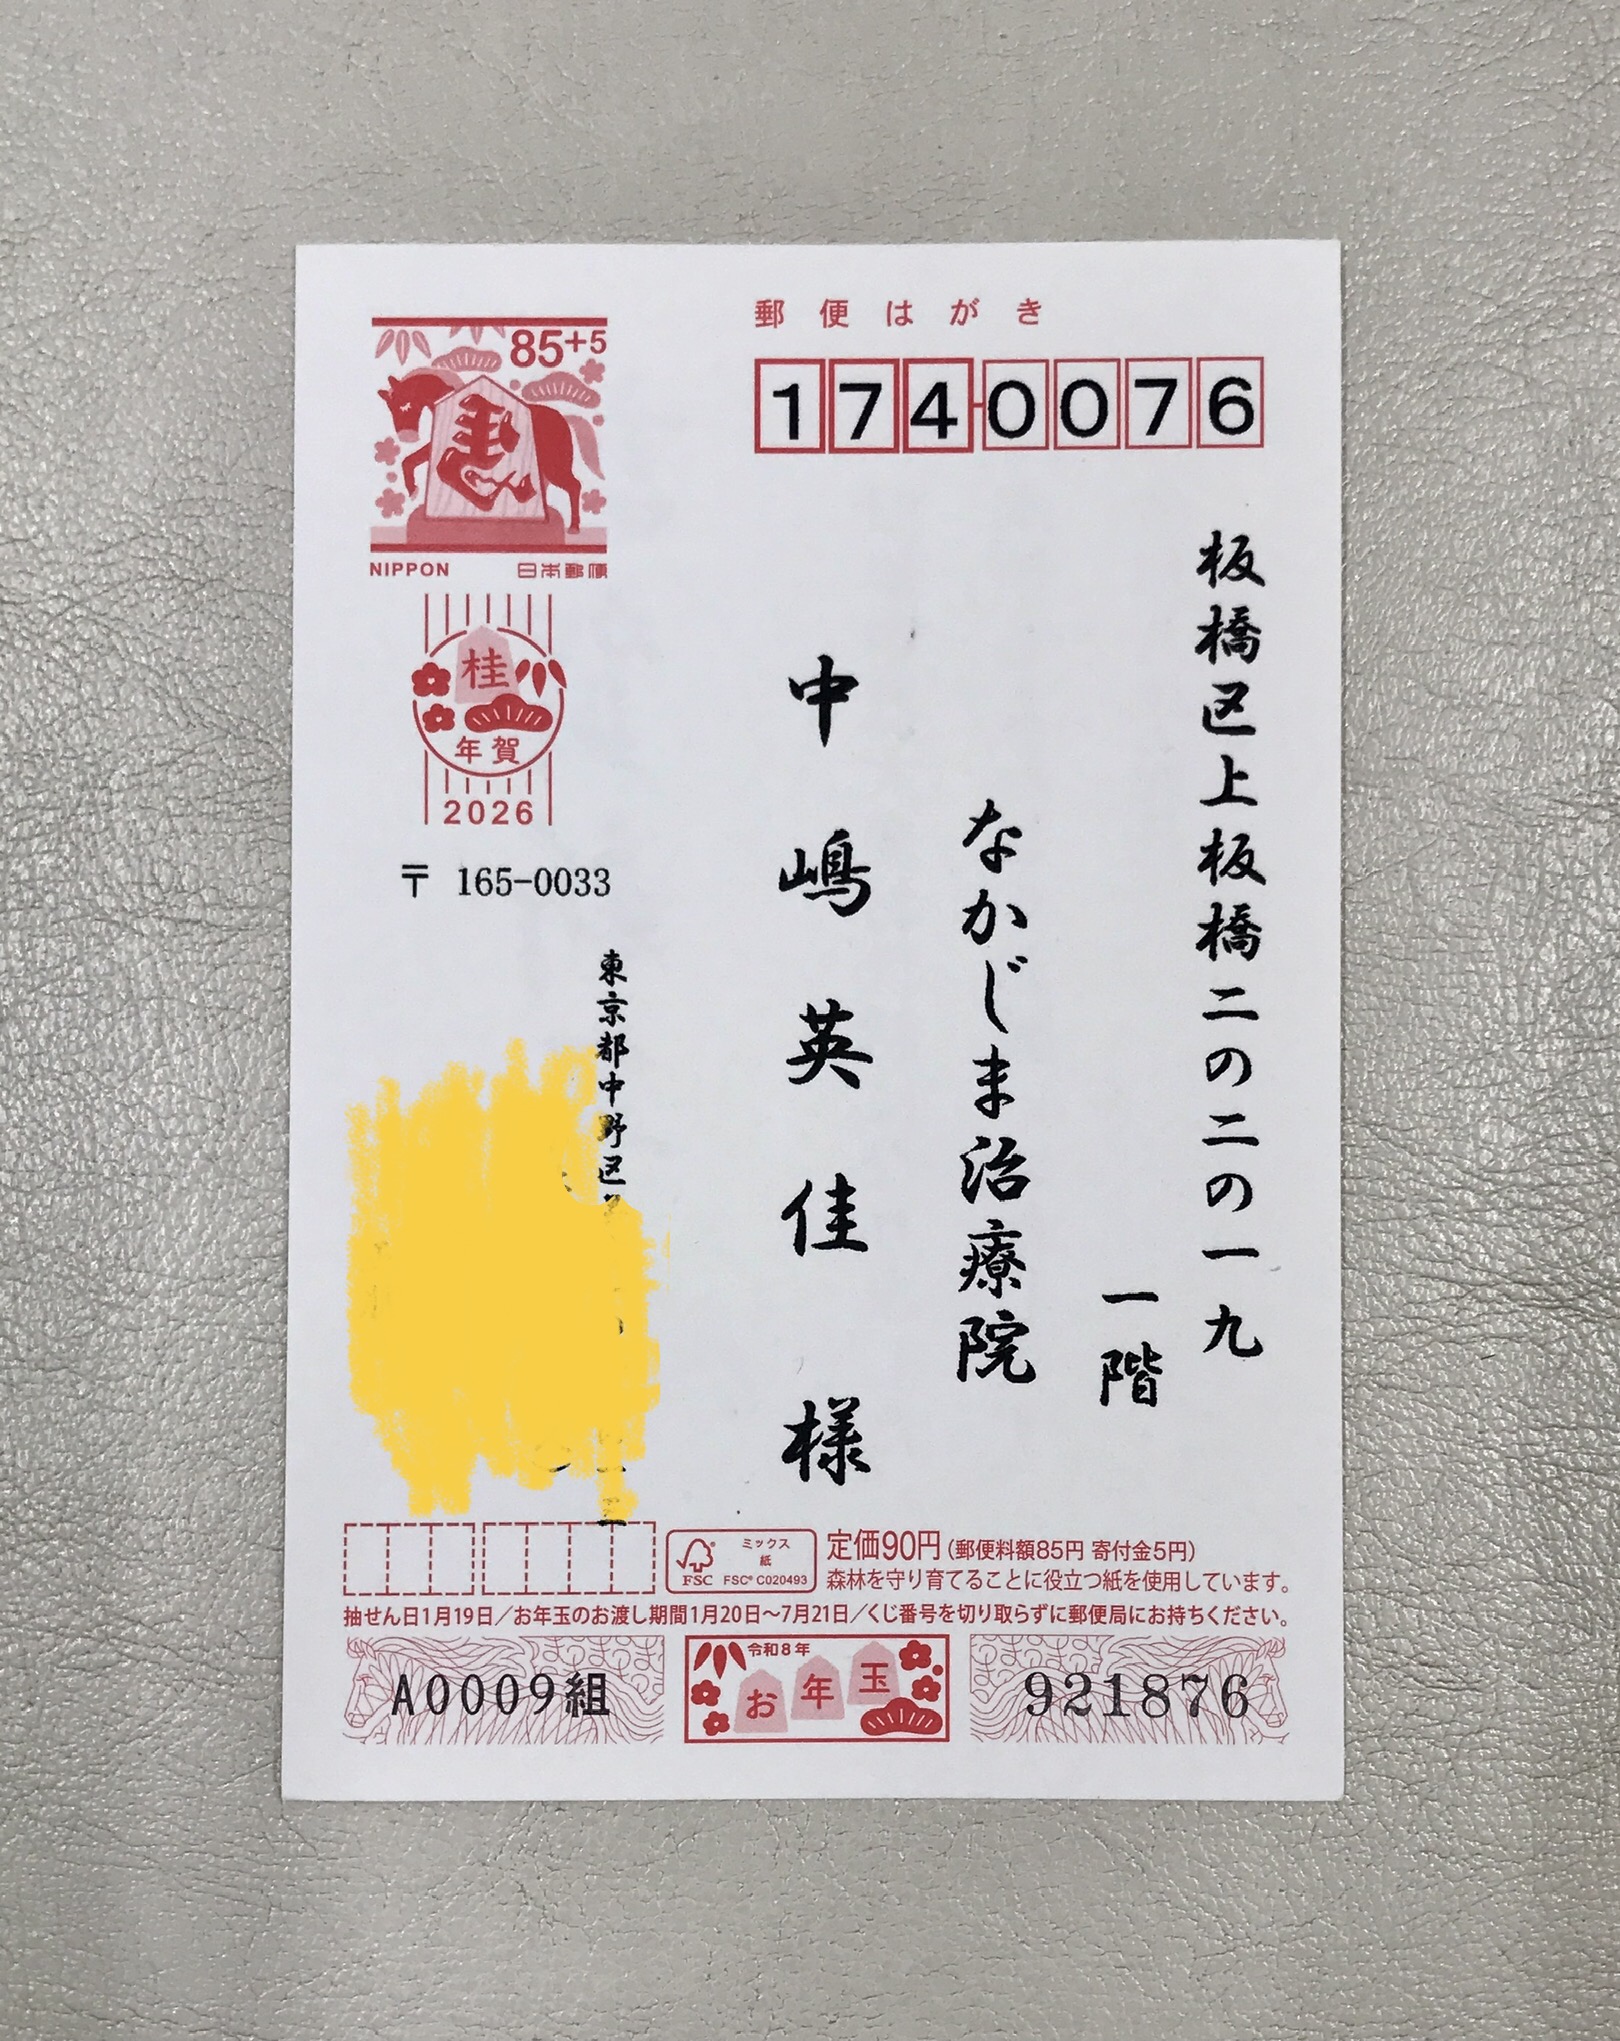 郵便はがき
1740076
85+5
NIPPON 日本郵便
桂
年賀
2026
板橋区上板橋二の二の一九
一階
なかじま治療院
中嶋英佳様
〒 165-0033
東京都中野区
ミックス
紙
FSC FSC® C020493
定価90円(郵便料額85円 寄付金5円)
森林を守り育てることに役立つ紙を使用しています。
抽せん日1月19日/お年玉のお渡し期間1月20日～7月21日/くじ番号を切り取らずに郵便局にお持ちください。
A0009組
令和8年
お年玉
921876